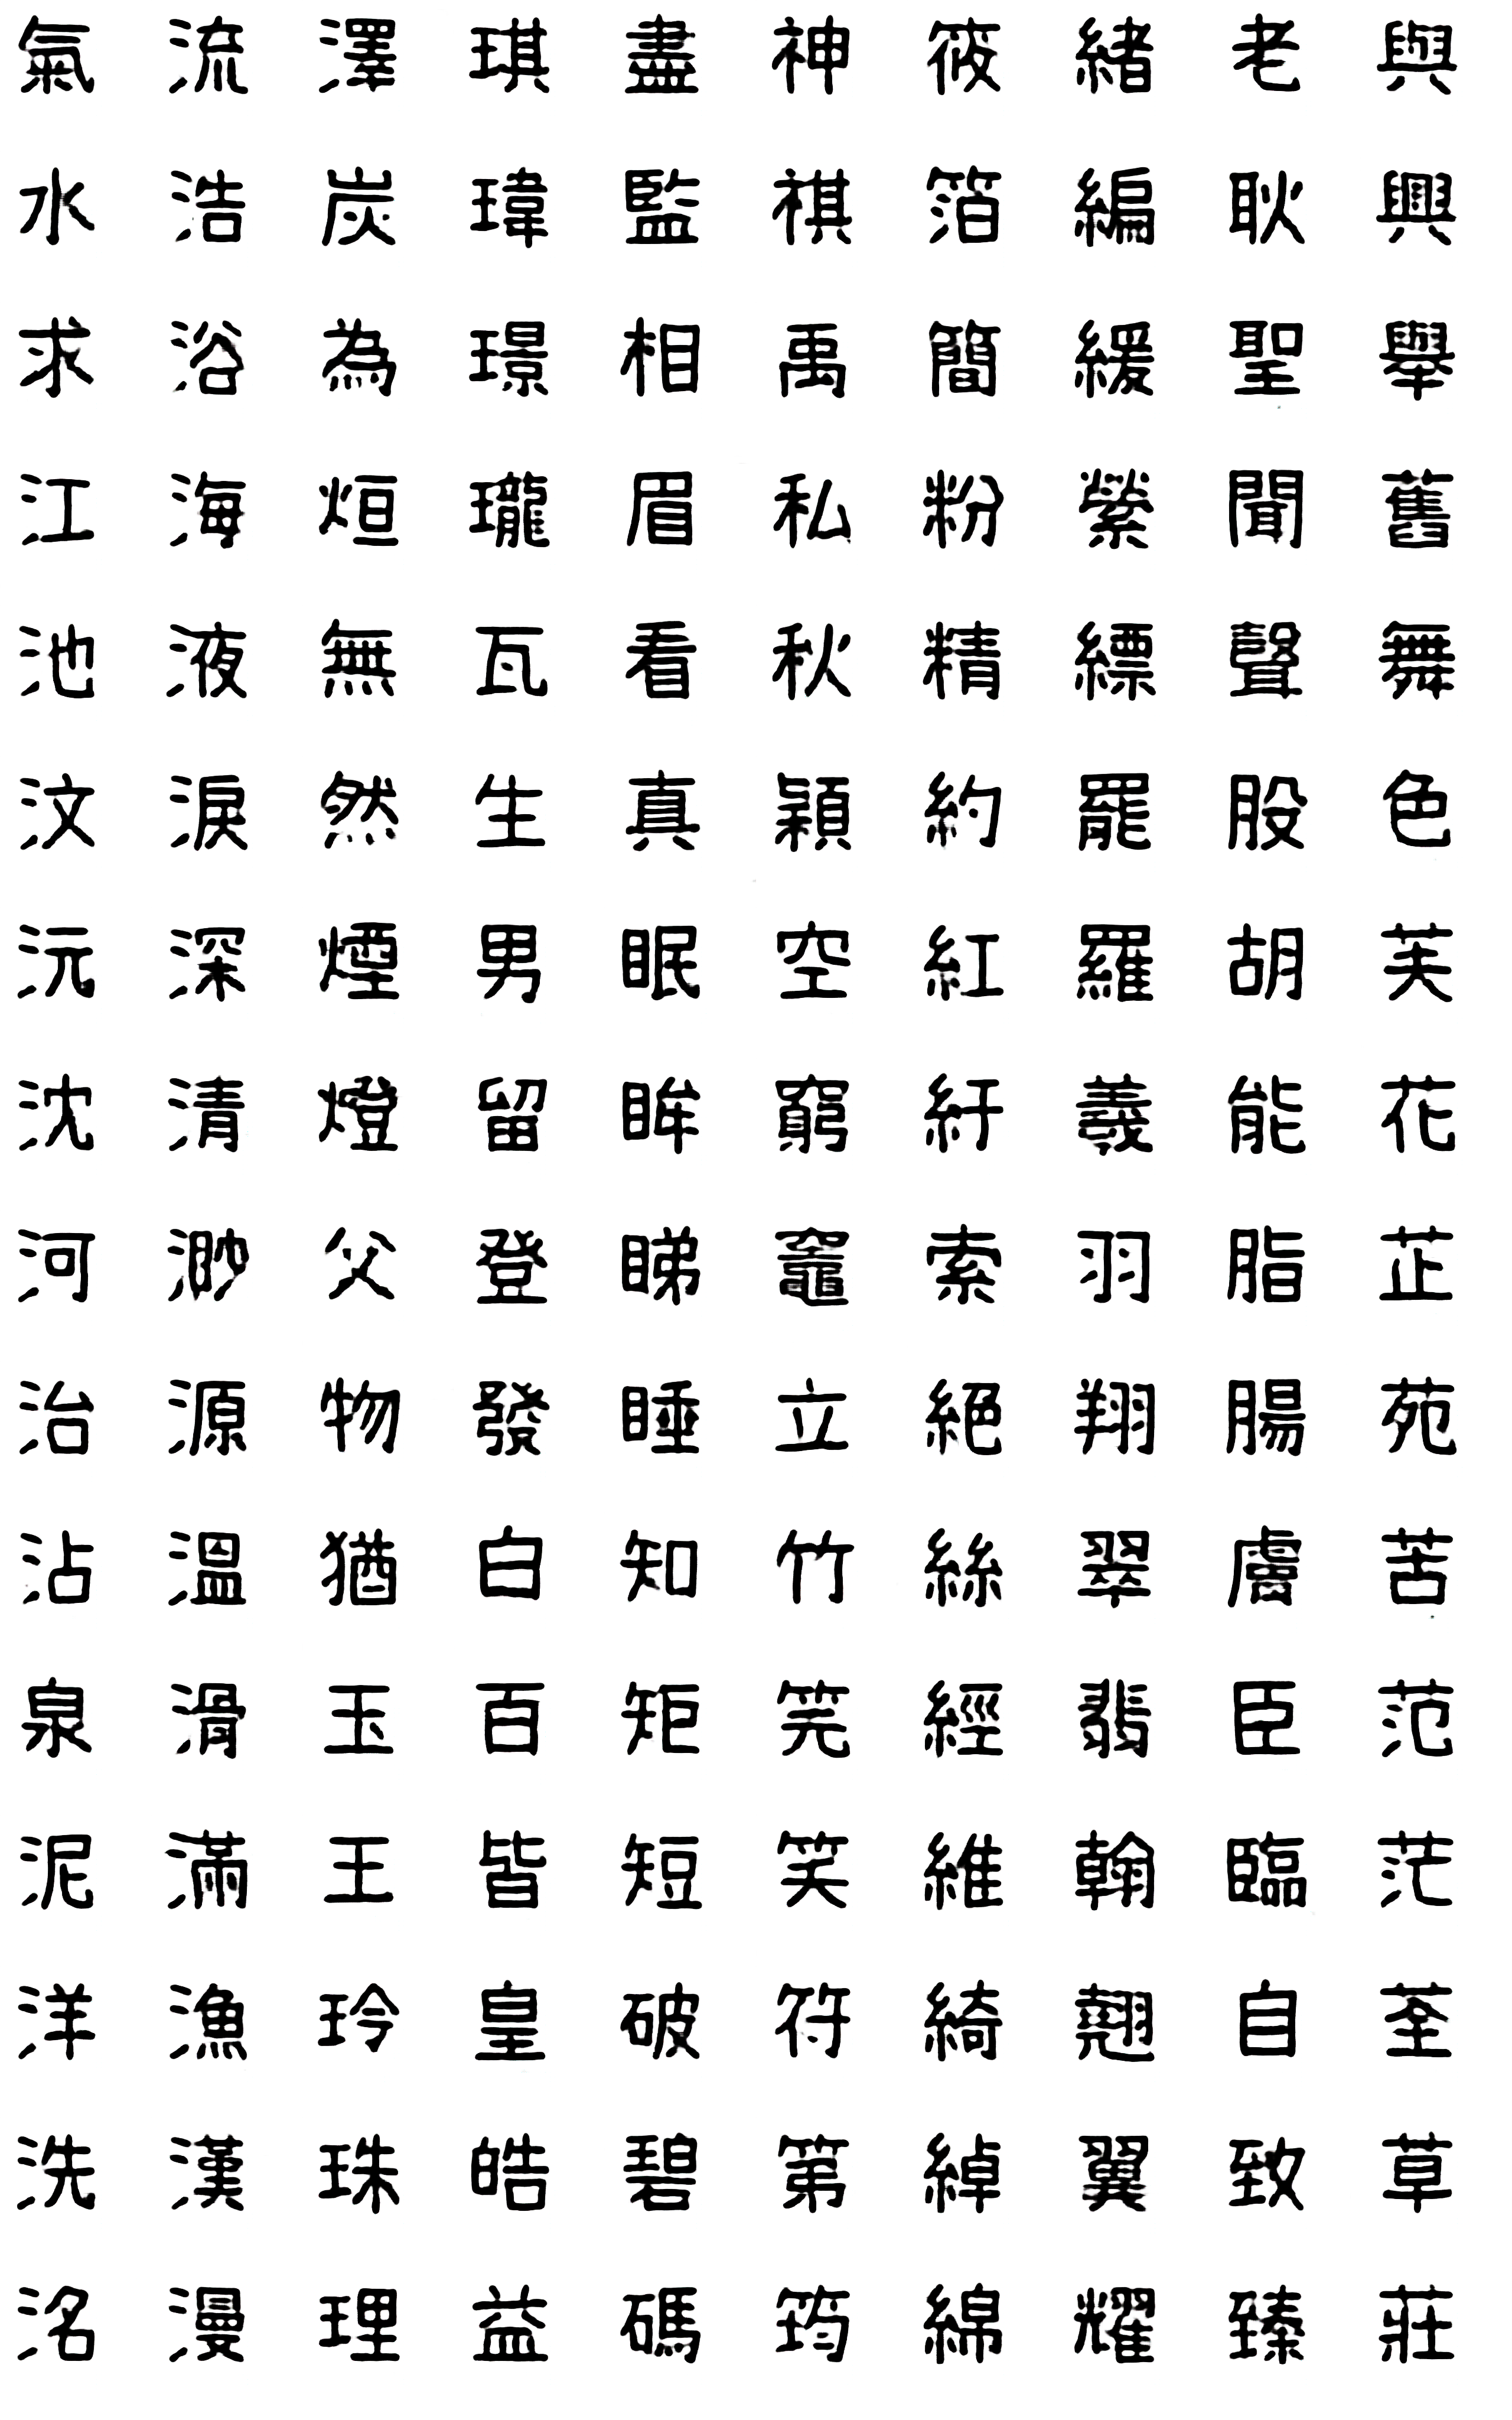 氣 流 澤 琪 盡 神 筱 緒 老 與
水 浩 炭 瑋 監 祺 箔 編 耿 興
求 浴 為 璟 相 禹 簡 緩 聖 舉
江 海 烜 瓏 眉 私 粉 縈 聞 舊
池 液 無 瓦 看 秋 精 縹 聲 舞
汶 淚 然 生 真 穎 約 罷 股 色
沅 深 煙 男 眠 空 紅 羅 胡 芙
沈 清 燈 留 眸 窮 紆 羲 能 花
河 渺 父 登 睇 竈 索 羽 脂 芷
治 源 物 發 睡 立 絕 翔 腸 苑
沾 溫 猶 白 知 竹 絲 翠 膚 苦
泉 滑 玉 百 矩 笎 經 翡 臣 范
泥 滿 王 皆 短 笑 維 翰 臨 茫
洋 漁 玲 皇 破 符 綺 翹 自 荃
洗 漢 珠 皓 碧 第 綽 翼 致 草
洺 漫 理 益 碼 筠 綿 耀 臻 莊